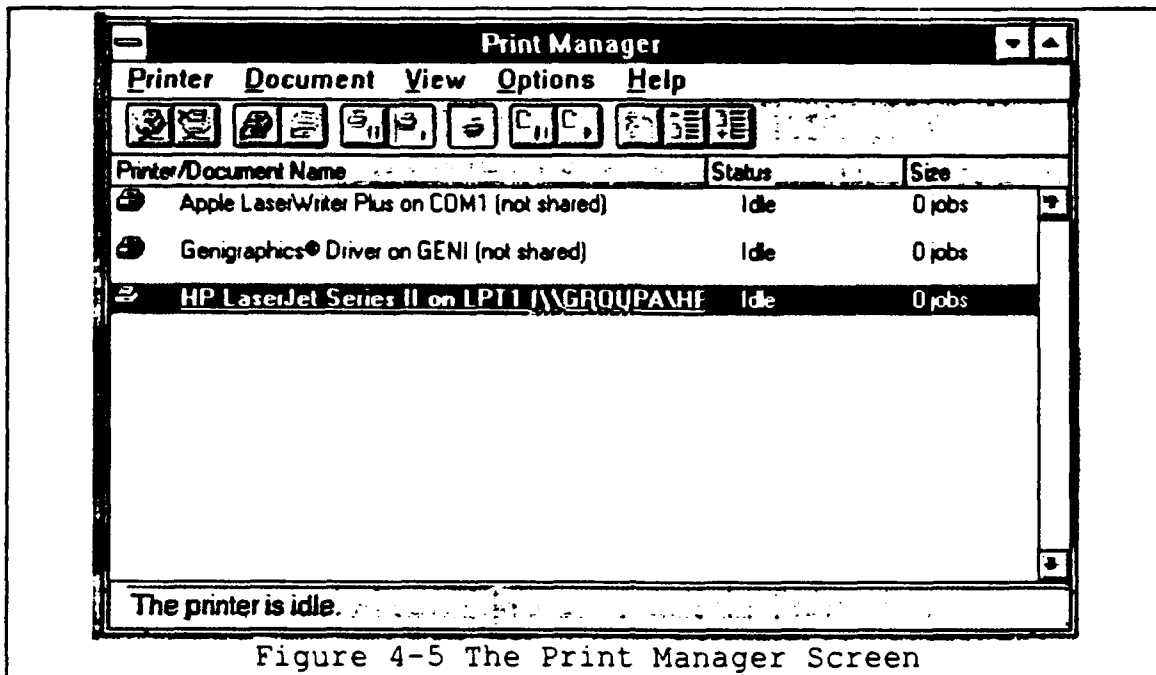 Print Manager
Printer Document View Options Help
Printer/Document Name Status Size
Apple LaserWriter Plus on COM1 (not shared) Idle 0 jobs
Genigraphics® Driver on GENI (not shared) Idle 0 jobs
HP LaserJet Series II on LPT1 (\\GROUPA\HF Idle 0 jobs
The printer is idle.
Figure 4-5 The Print Manager Screen